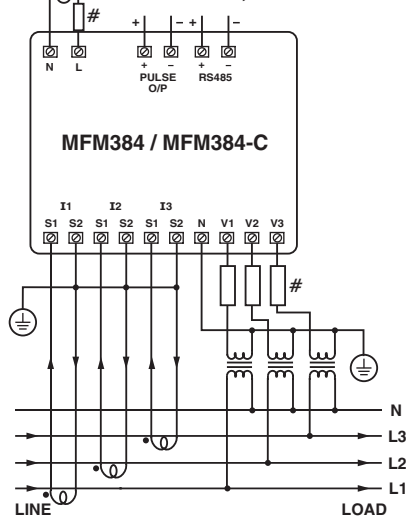 #
+ – + –
N L + – + –
PULSE O/P RS485
MFM384 / MFM384-C
I1 I2 I3
S1 S2 S1 S2 S1 S2 N V1 V2 V3
#
N
L3
L2
L1
LINE LOAD